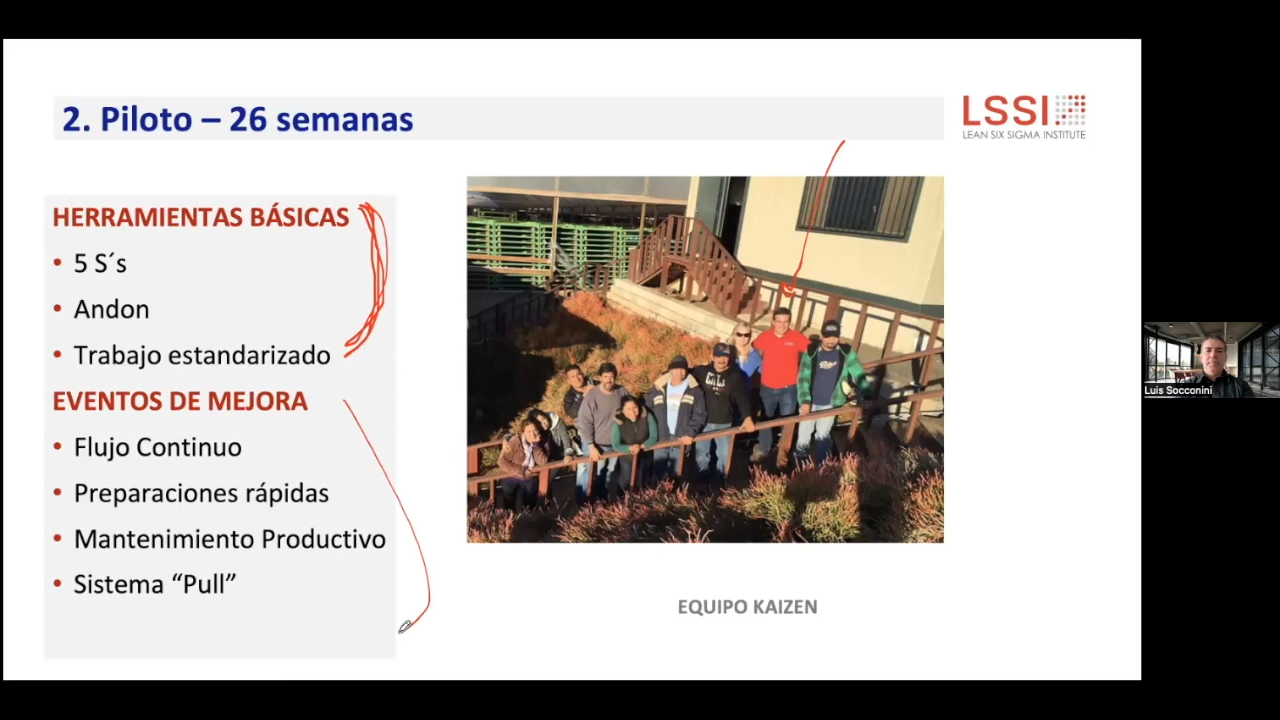 2. Piloto – 26 semanas
LSSI
LEAN SIX SIGMA INSTITUTE
HERRAMIENTAS BÁSICAS
• 5 S´s
• Andon
• Trabajo estandarizado
EVENTOS DE MEJORA
• Flujo Continuo
• Preparaciones rápidas
• Mantenimiento Productivo
• Sistema “Pull”
EQUIPO KAIZEN
Luis Socconini